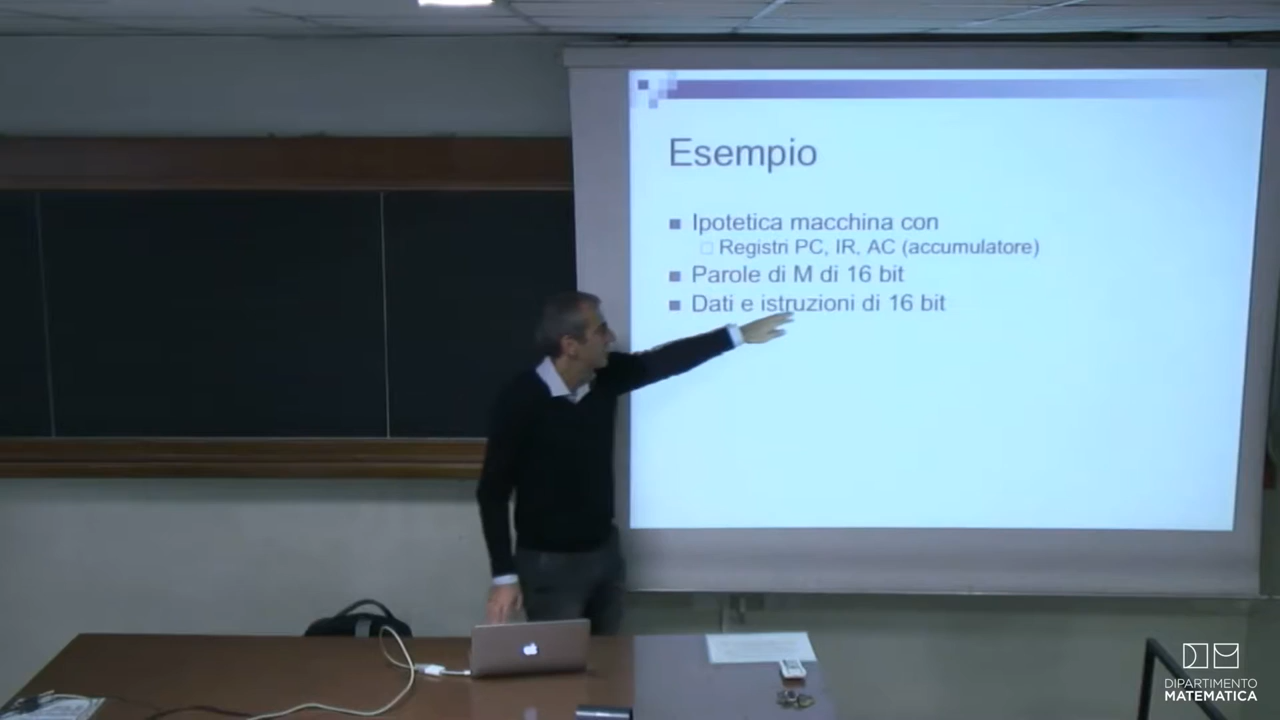 Esempio
Ipotetica macchina con
Registri PC, IR, AC (accumulatore)
Parole di M di 16 bit
Dati e istruzioni di 16 bit
DIPARTIMENTO
MATEMATICA